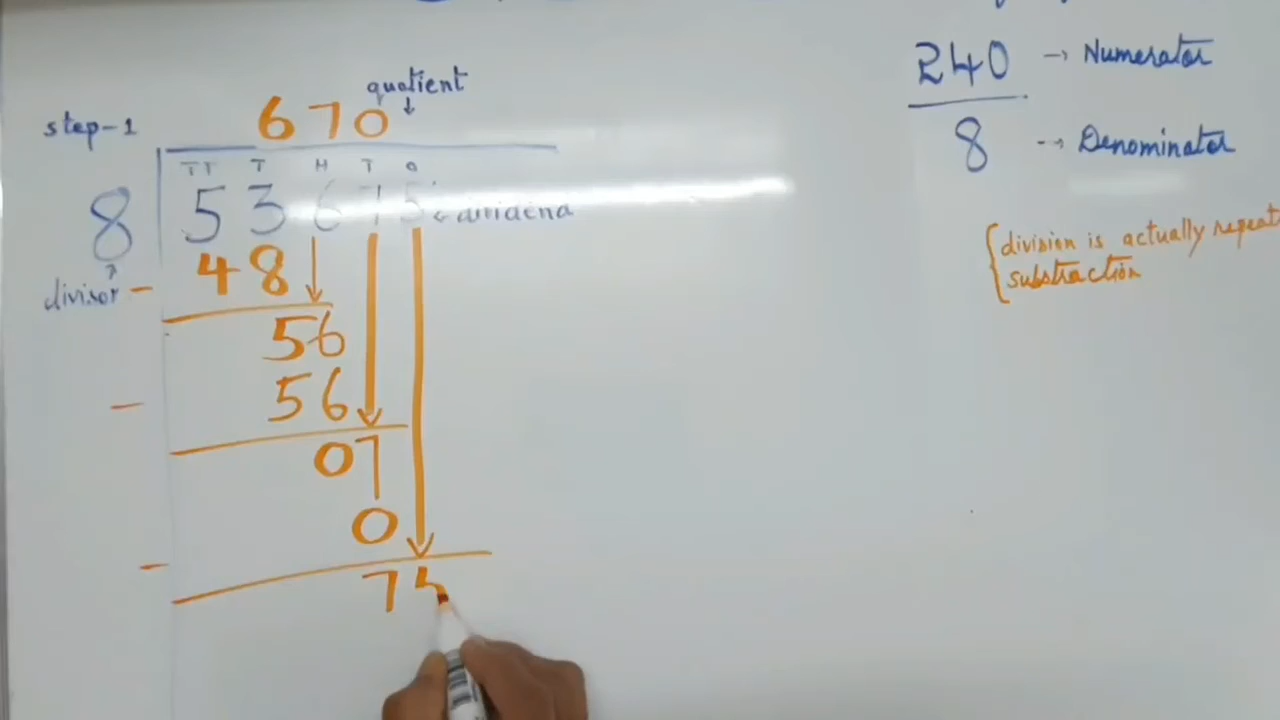 quotient
step-1
670
TT T H T O
8 53675 dividend
divisor
- 48
56
- 56
07
- 0
75
240 → Numerator
8 --→ Denominator
{division is actually repeat
substraction